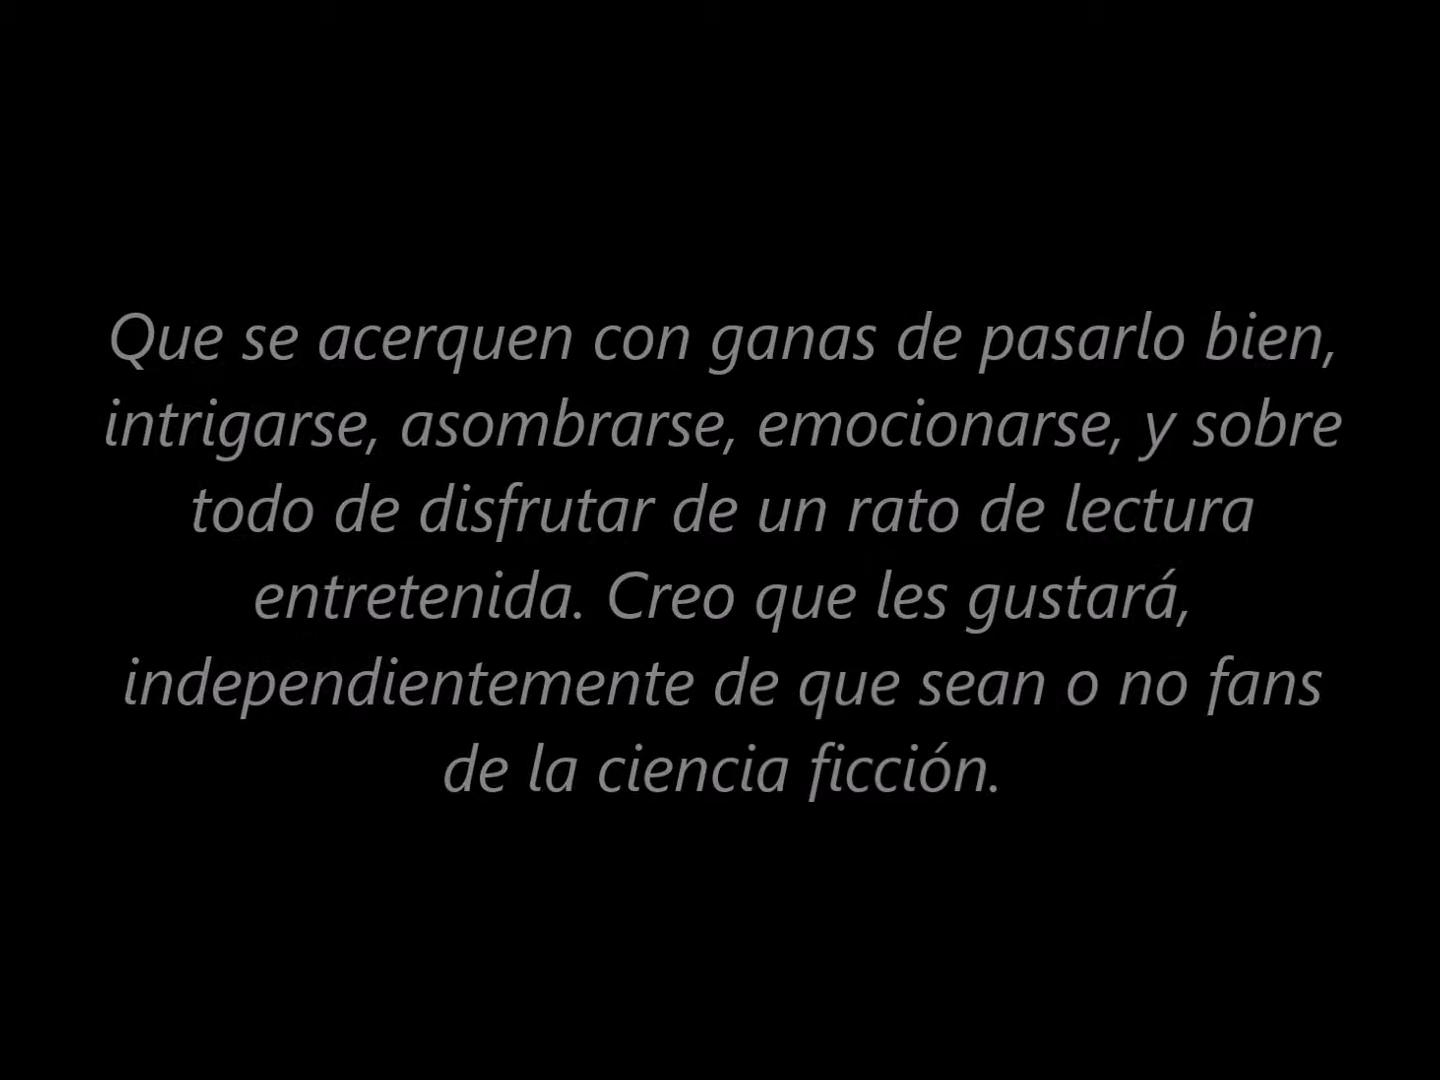 Que se acerquen con ganas de pasarlo bien,
intrigarse, asombrarse, emocionarse, y sobre
todo de disfrutar de un rato de lectura
entretenida. Creo que les gustará,
independientemente de que sean o no fans
de la ciencia ficción.